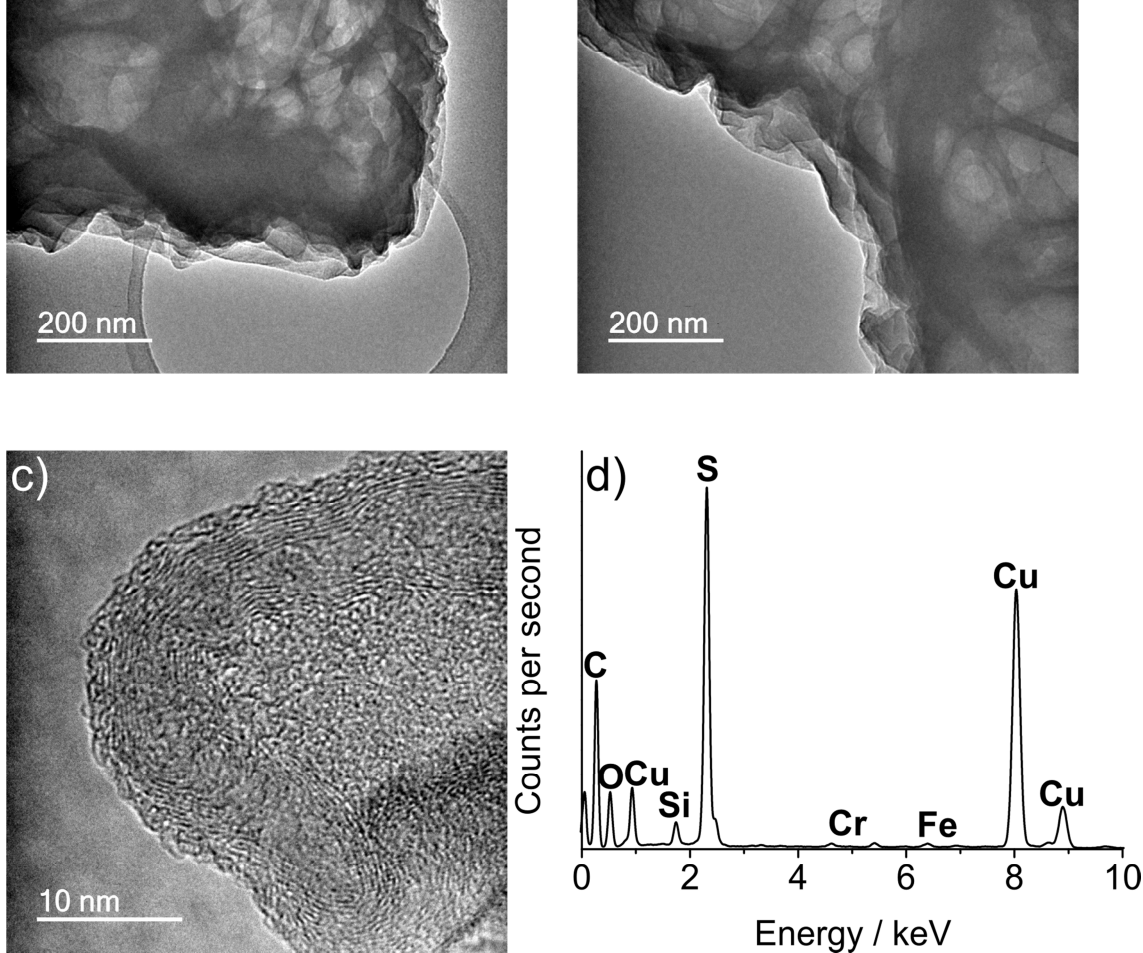 200 nm
200 nm
c)
10 nm
d)
S
Cu
C
O
Cu
Si
Cr
Fe
Cu
Counts per second
0 2 4 6 8 10
Energy / keV